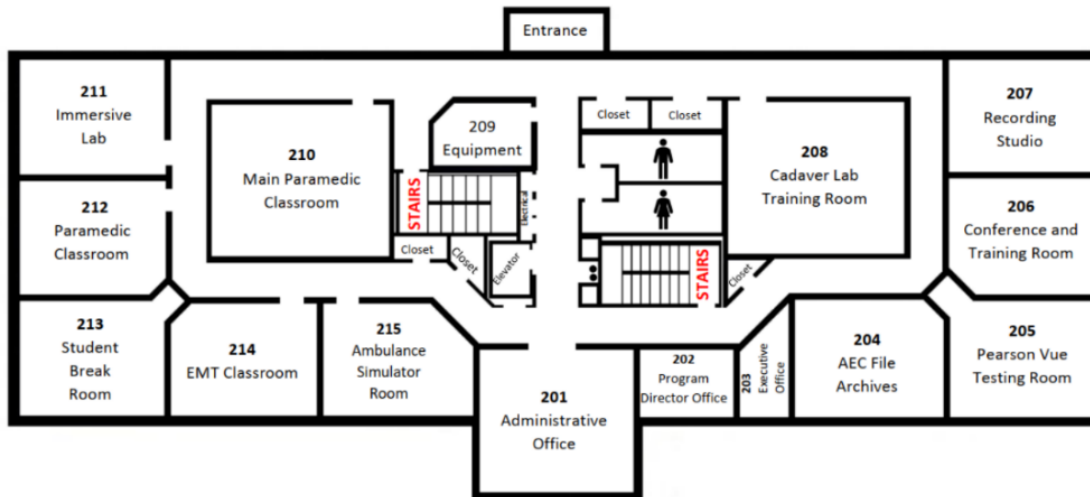 Entrance
211
Immersive
Lab
207
Recording
Studio
Closet
Closet
209
Equipment
210
Main Paramedic
Classroom
208
Cadaver Lab
Training Room
STAIRS
Electrical
212
Paramedic
Classroom
206
Conference and
Training Room
Closet
Closet
Elevator
STAIRS
Closet
213
Student
Break
Room
214
EMT Classroom
215
Ambulance
Simulator
Room
201
Administrative
Office
202
Program
Director Office
203
Executive
Office
204
AEC File
Archives
205
Pearson Vue
Testing Room